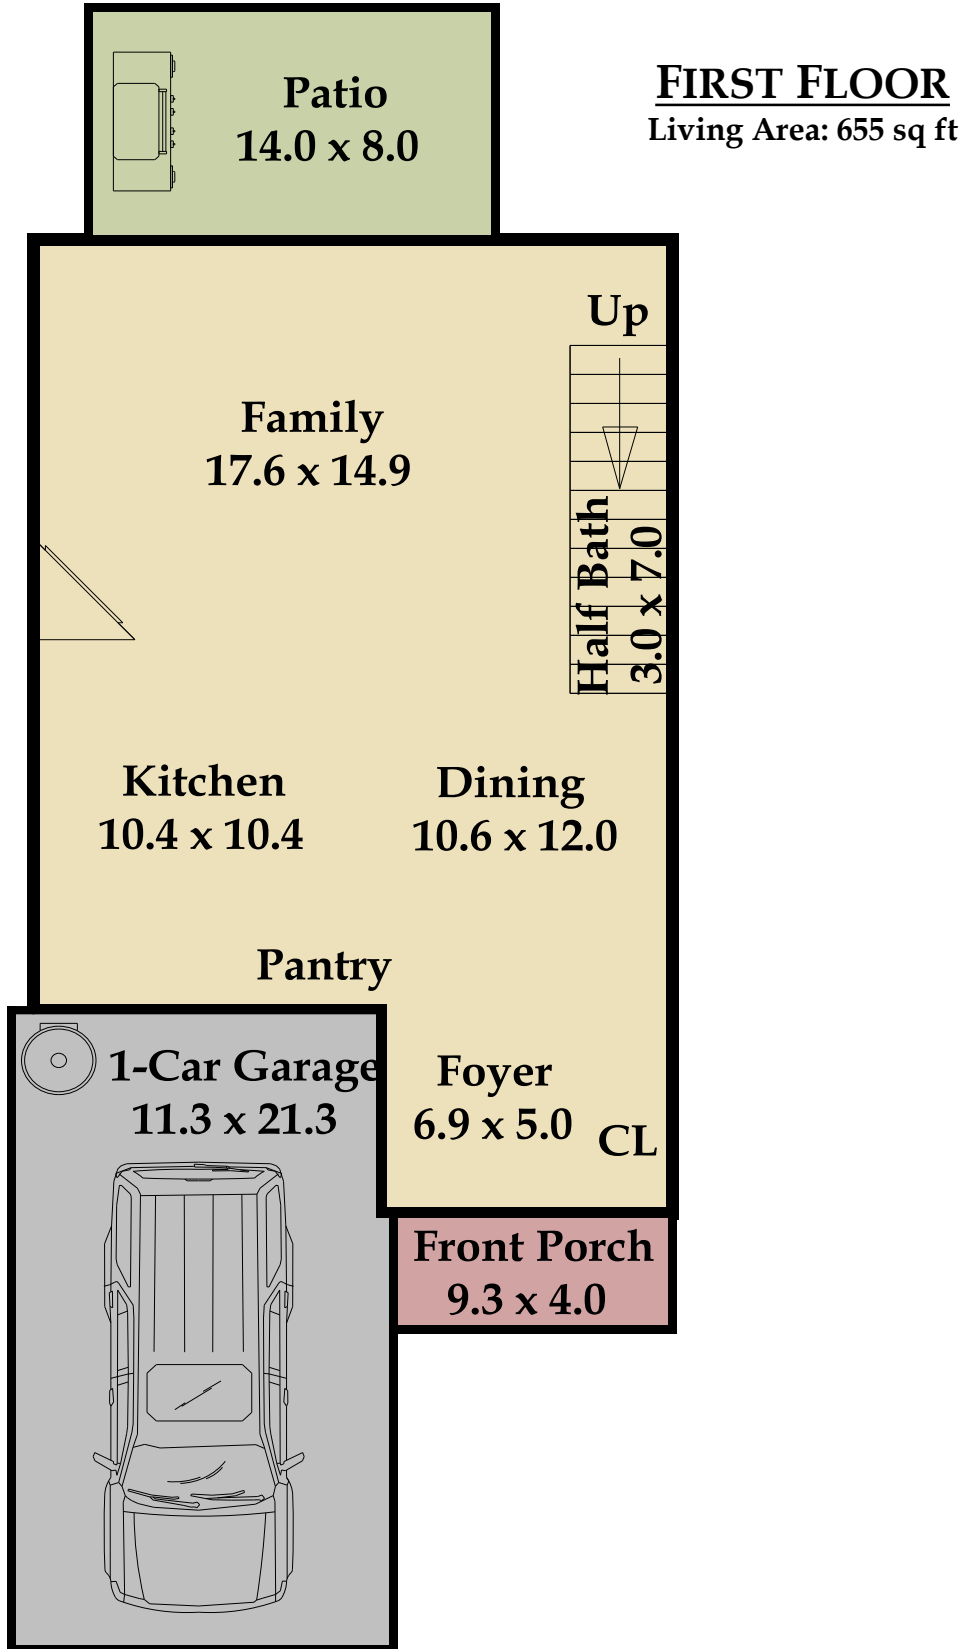 FIRST FLOOR
Living Area: 655 sq ft
Patio
14.0 x 8.0
Up
Family
17.6 x 14.9
Half Bath
3.0 x 7.0
Kitchen
10.4 x 10.4
Dining
10.6 x 12.0
Pantry
1-Car Garage
11.3 x 21.3
Foyer
6.9 x 5.0
CL
Front Porch
9.3 x 4.0